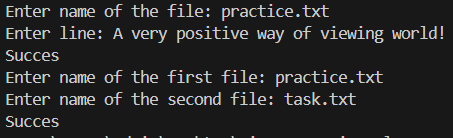 Enter name of the file: practice.txt
Enter line: A very positive way of viewing world!
Succes
Enter name of the first file: practice.txt
Enter name of the second file: task.txt
Succes